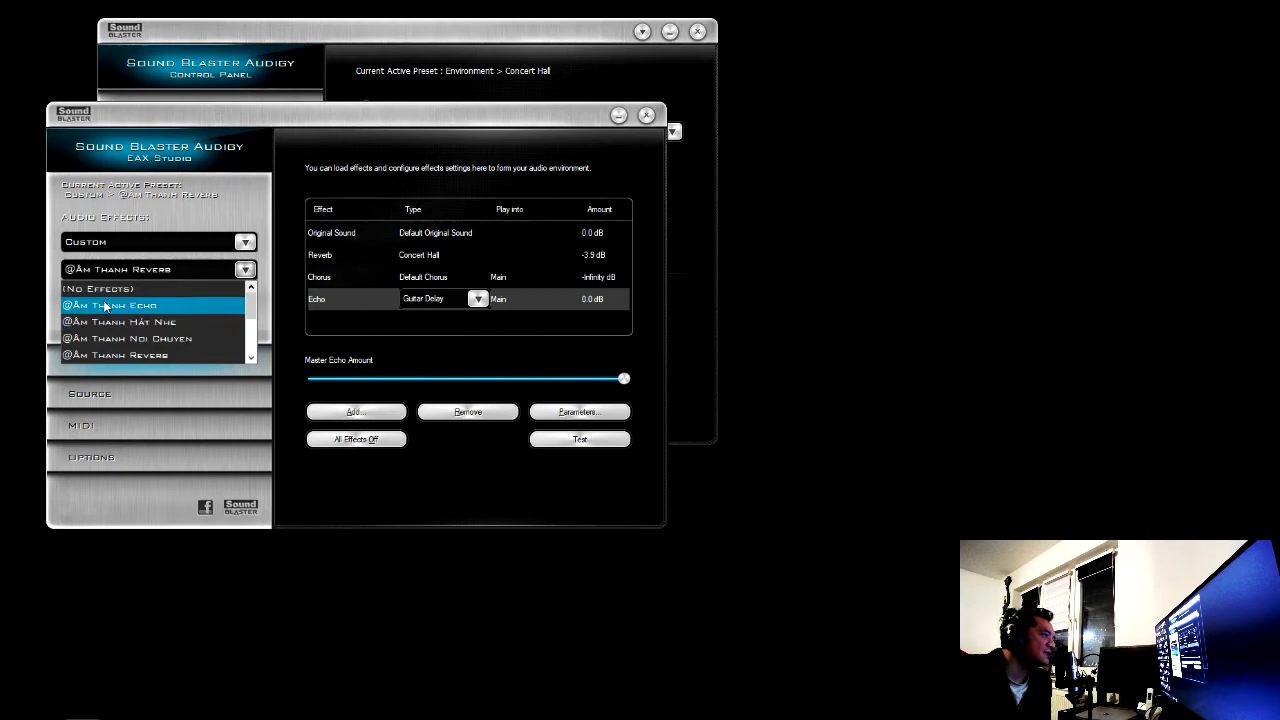 Sound
BLASTER
Sound Blaster Audigy
Control Panel
Current Active Preset : Environment > Concert Hall
Sound
BLASTER
Sound Blaster Audigy
EAX Studio
Current Active Preset:
Custom > @Âm Thanh Reverb
Audio Effects:
Custom
@Âm Thanh Reverb
(No Effects)
@Âm Thanh Echo
@Âm Thanh Hát Nhe
@Âm Thanh Noi Chuyen
@Âm Thanh Reverb
Source
MIDI
Options
f
Sound
BLASTER
You can load effects and configure effects settings here to form your audio environment.
Effect Type Play into Amount
Original Sound Default Original Sound 0.0 dB
Reverb Concert Hall -3.9 dB
Chorus Default Chorus Main -Infinity dB
Echo Guitar Delay Main 0.0 dB
Master Echo Amount
Add... Remove Parameters...
All Effects Off Test